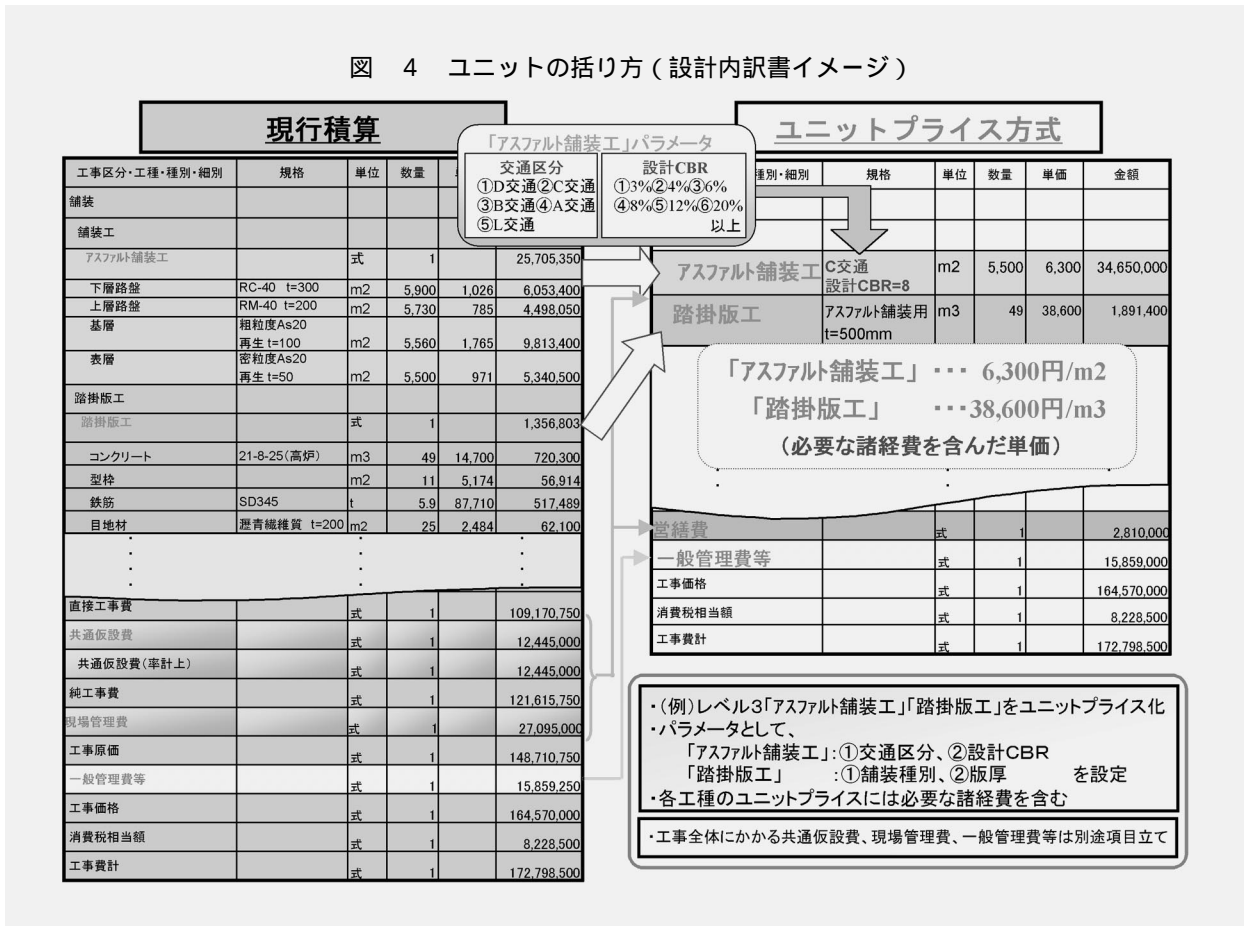 図 4 ユニットの括り方（設計内訳書イメージ）
現行積算
ユニットプライス方式
「アスファルト舗装工」パラメータ
交通区分
①D交通②C交通
③B交通④A交通
⑤L交通
設計CBR
①3%②4%③6%
④8%⑤12%⑥20%
以上
工事区分・工種・種別・細別 規格 単位 数量
舗装
舗装工
アスファルト舗装工 式 1 25,705,350
下層路盤 RC-40 t=300 m2 5,900 1,026 6,053,400
上層路盤 RM-40 t=200 m2 5,730 785 4,498,050
基層 粗粒度As20
再生 t=100 m2 5,560 1,765 9,813,400
表層 密粒度As20
再生 t=50 m2 5,500 971 5,340,500
踏掛版工
踏掛版工 式 1 1,356,803
コンクリート 21-8-25(高炉) m3 49 14,700 720,300
型枠 m2 11 5,174 56,914
鉄筋 SD345 t 5.9 87,710 517,489
目地材 瀝青繊維質 t=200 m2 25 2,484 62,100
直接工事費 式 1 109,170,750
共通仮設費 式 1 12,445,000
共通仮設費(率計上) 式 1 12,445,000
純工事費 式 1 121,615,750
現場管理費 式 1 27,095,000
工事原価 式 1 148,710,750
一般管理費等 式 1 15,859,250
工事価格 式 1 164,570,000
消費税相当額 式 1 8,228,500
工事費計 式 1 172,798,500
種別・細別 規格 単位 数量 単価 金額
アスファルト舗装工 C交通 m2 5,500 6,300 34,650,000
設計CBR=8
踏掛版工 アスファルト舗装用 m3 49 38,600 1,891,400
t=500mm
「アスファルト舗装工」・・・ 6,300円/m2
「踏掛版工」 ・・・38,600円/m3
(必要な諸経費を含んだ単価)
営繕費 式 1 2,810,000
一般管理費等 式 1 15,859,000
工事価格 式 1 164,570,000
消費税相当額 式 1 8,228,500
工事費計 式 1 172,798,500
・(例)レベル3「アスファルト舗装工」「踏掛版工」をユニットプライス化
・パラメータとして、
「アスファルト舗装工」:①交通区分、②設計CBR
「踏掛版工」 :①舗装種別、②版厚 を設定
・各工種のユニットプライスには必要な諸経費を含む
・工事全体にかかる共通仮設費、現場管理費、一般管理費等は別途項目立て